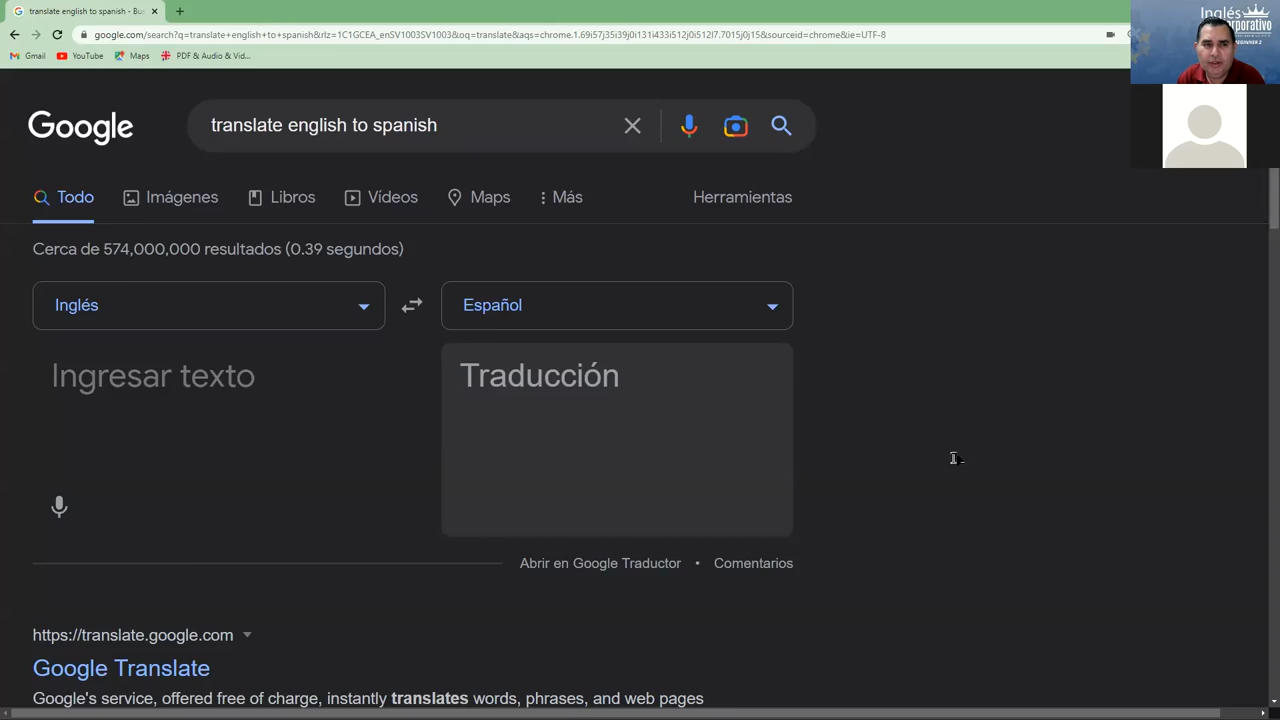 translate english to spanish - Bus
google.com/search?q=translate+english+to+spanish&rlz=1C1GCEA_enSV1003SV1003&oq=translate&aqs=chrome.1.69i57j35i39j0i131i433i512j0i512l7.7015j0j15&sourceid=chrome&ie=UTF-8
Gmail YouTube Maps PDF & Audio & Vid...
Inglés
BEGINNER 2
Google translate english to spanish
Todo Imágenes Libros Vídeos Maps Más Herramientas
Cerca de 574,000,000 resultados (0.39 segundos)
Inglés Español
Ingresar texto Traducción
Abrir en Google Traductor • Comentarios
https://translate.google.com
Google Translate
Google's service, offered free of charge, instantly translates words, phrases, and web pages